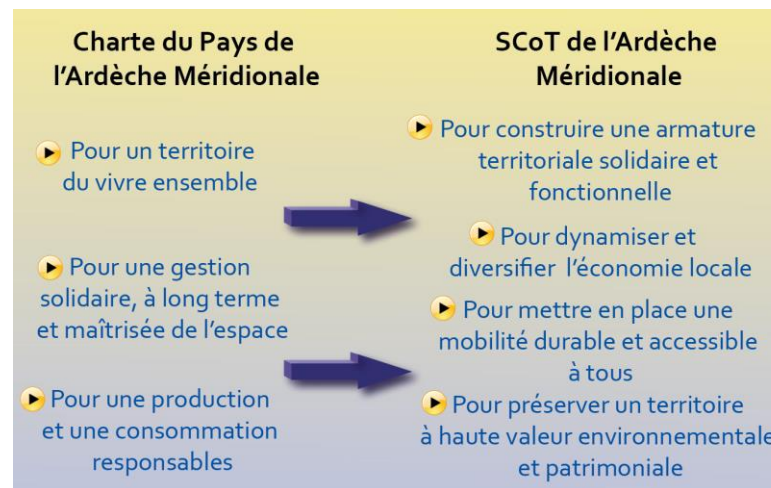 Charte du Pays de
l'Ardèche Méridionale
Pour un territoire
du vivre ensemble
Pour une gestion
solidaire, à long terme
et maîtrisée de l'espace
Pour une production
et une consommation
responsables
SCoT de l'Ardèche
Méridionale
Pour construire une armature
territoriale solidaire et
fonctionnelle
Pour dynamiser et
diversifier l'économie locale
Pour mettre en place une
mobilité durable et accessible
à tous
Pour préserver un territoire
à haute valeur environnementale
et patrimoniale